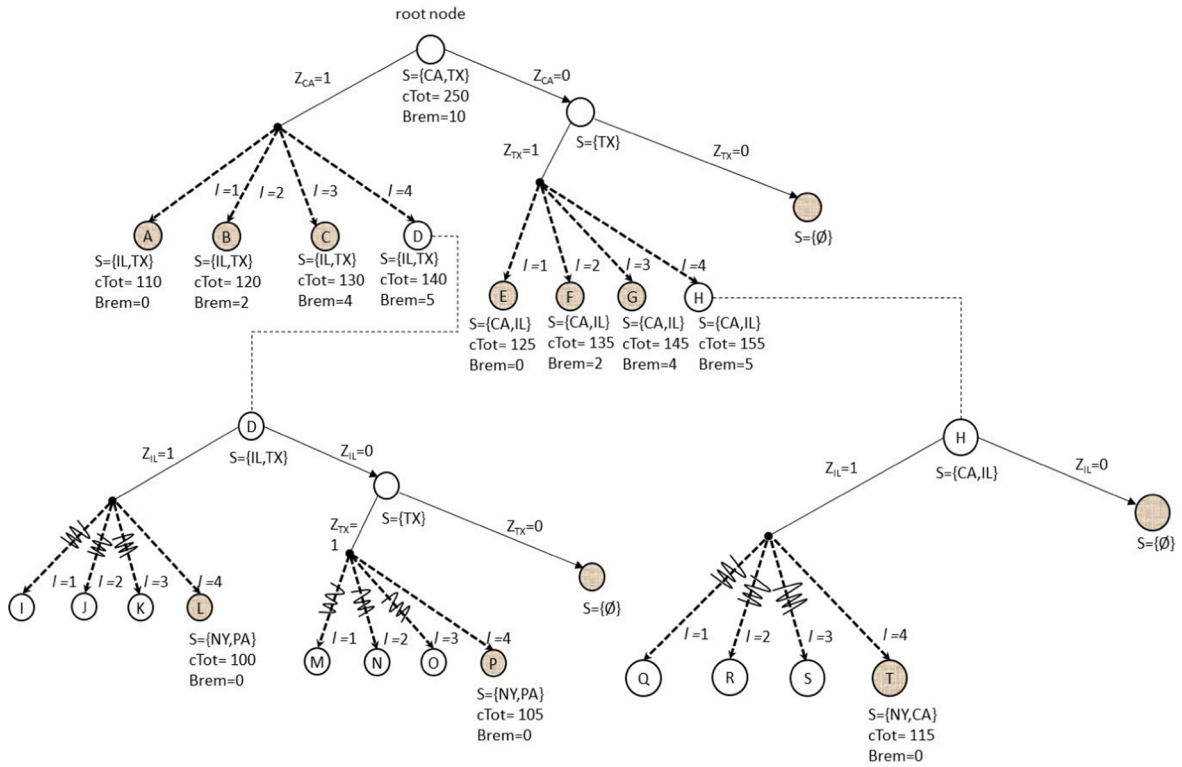 root node
Z_CA=1
Z_CA=0
S={CA,TX}
cTot= 250
Brem=10
S={TX}
Z_TX=1
Z_TX=0
l =1
l =2
l =3
l =4
A
B
C
D
S={Ø}
S={IL,TX}
cTot= 110
Brem=0
S={IL,TX}
cTot= 120
Brem=2
S={IL,TX}
cTot= 130
Brem=4
S={IL,TX}
cTot= 140
Brem=5
l =1
l =2
l =3
l =4
E
F
G
H
S={CA,IL}
cTot= 125
Brem=0
S={CA,IL}
cTot= 135
Brem=2
S={CA,IL}
cTot= 145
Brem=4
S={CA,IL}
cTot= 155
Brem=5
D
S={IL,TX}
Z_IL=1
Z_IL=0
S={TX}
Z_TX=
1
Z_TX=0
l =1
l =2
l =3
l =4
I
J
K
L
S={NY,PA}
cTot= 100
Brem=0
S={Ø}
l =1
l =2
l =3
l =4
M
N
O
P
S={NY,PA}
cTot= 105
Brem=0
H
S={CA,IL}
Z_IL=1
Z_IL=0
S={Ø}
l =1
l =2
l =3
l =4
Q
R
S
T
S={NY,CA}
cTot= 115
Brem=0